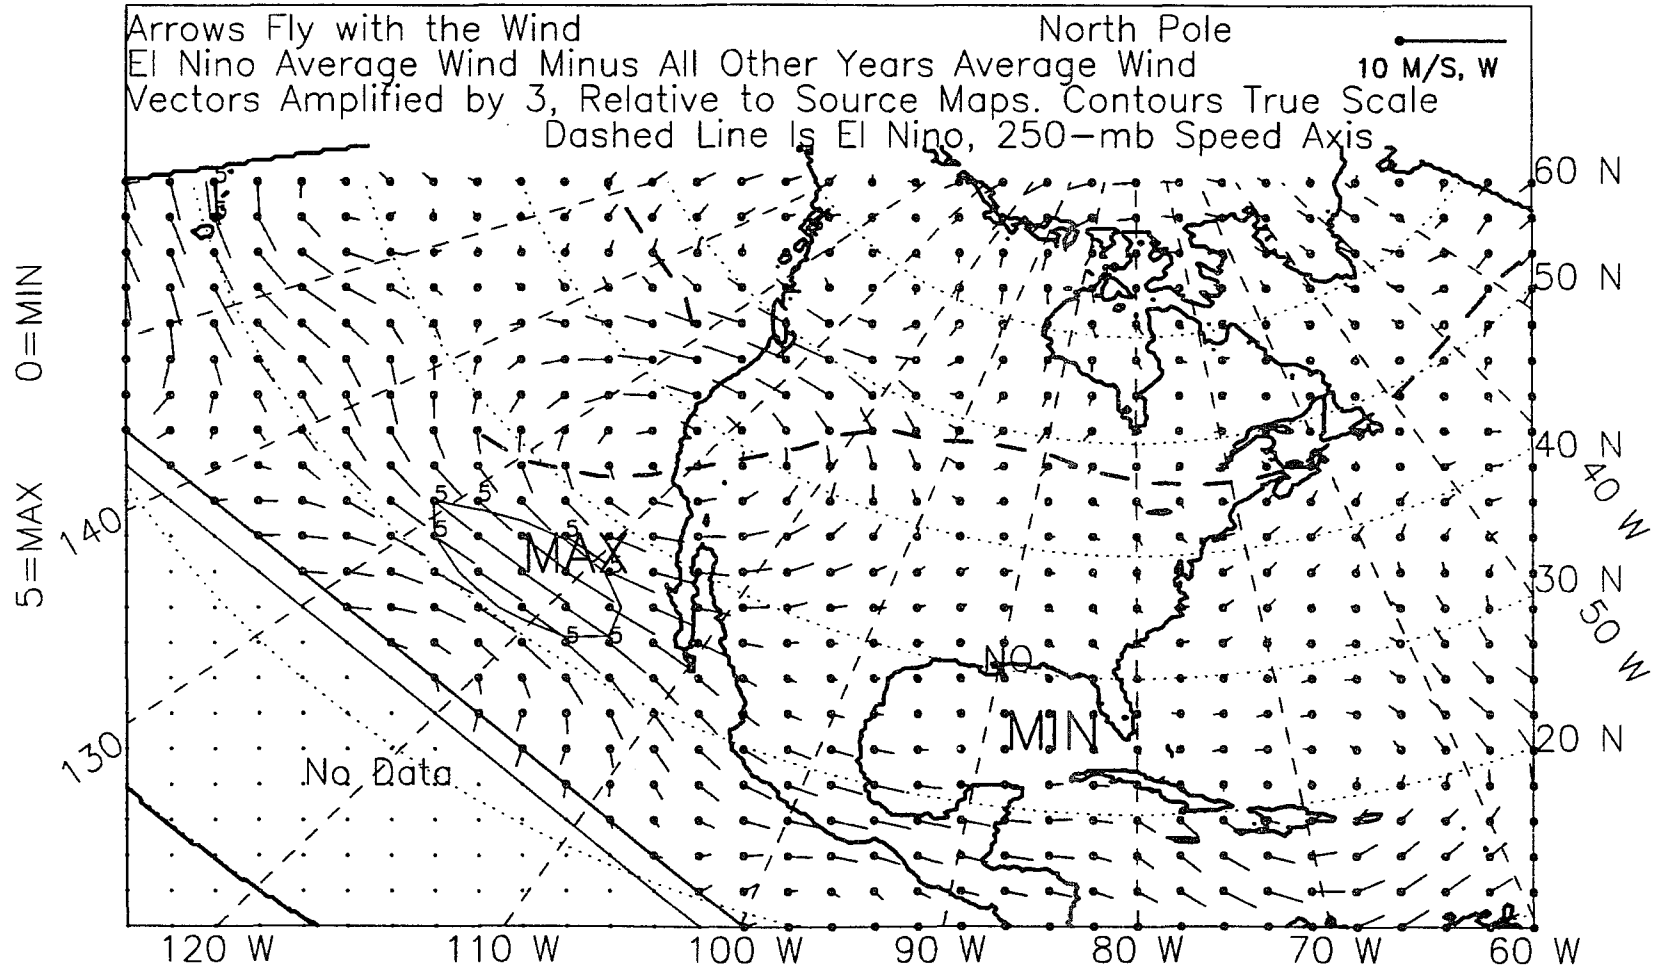 Arrows Fly with the Wind
North Pole
10 M/S, W
El Nino Average Wind Minus All Other Years Average Wind
Vectors Amplified by 3, Relative to Source Maps. Contours True Scale
Dashed Line Is El Nino, 250-mb Speed Axis
60 N
50 N
40 N
30 N
20 N
40 W
50 W
0=MIN
5=MAX
140
130
5
5
5
5
MAX
5
5
NO
MIN
No Data
120 W
110 W
100 W
90 W
80 W
70 W
60 W